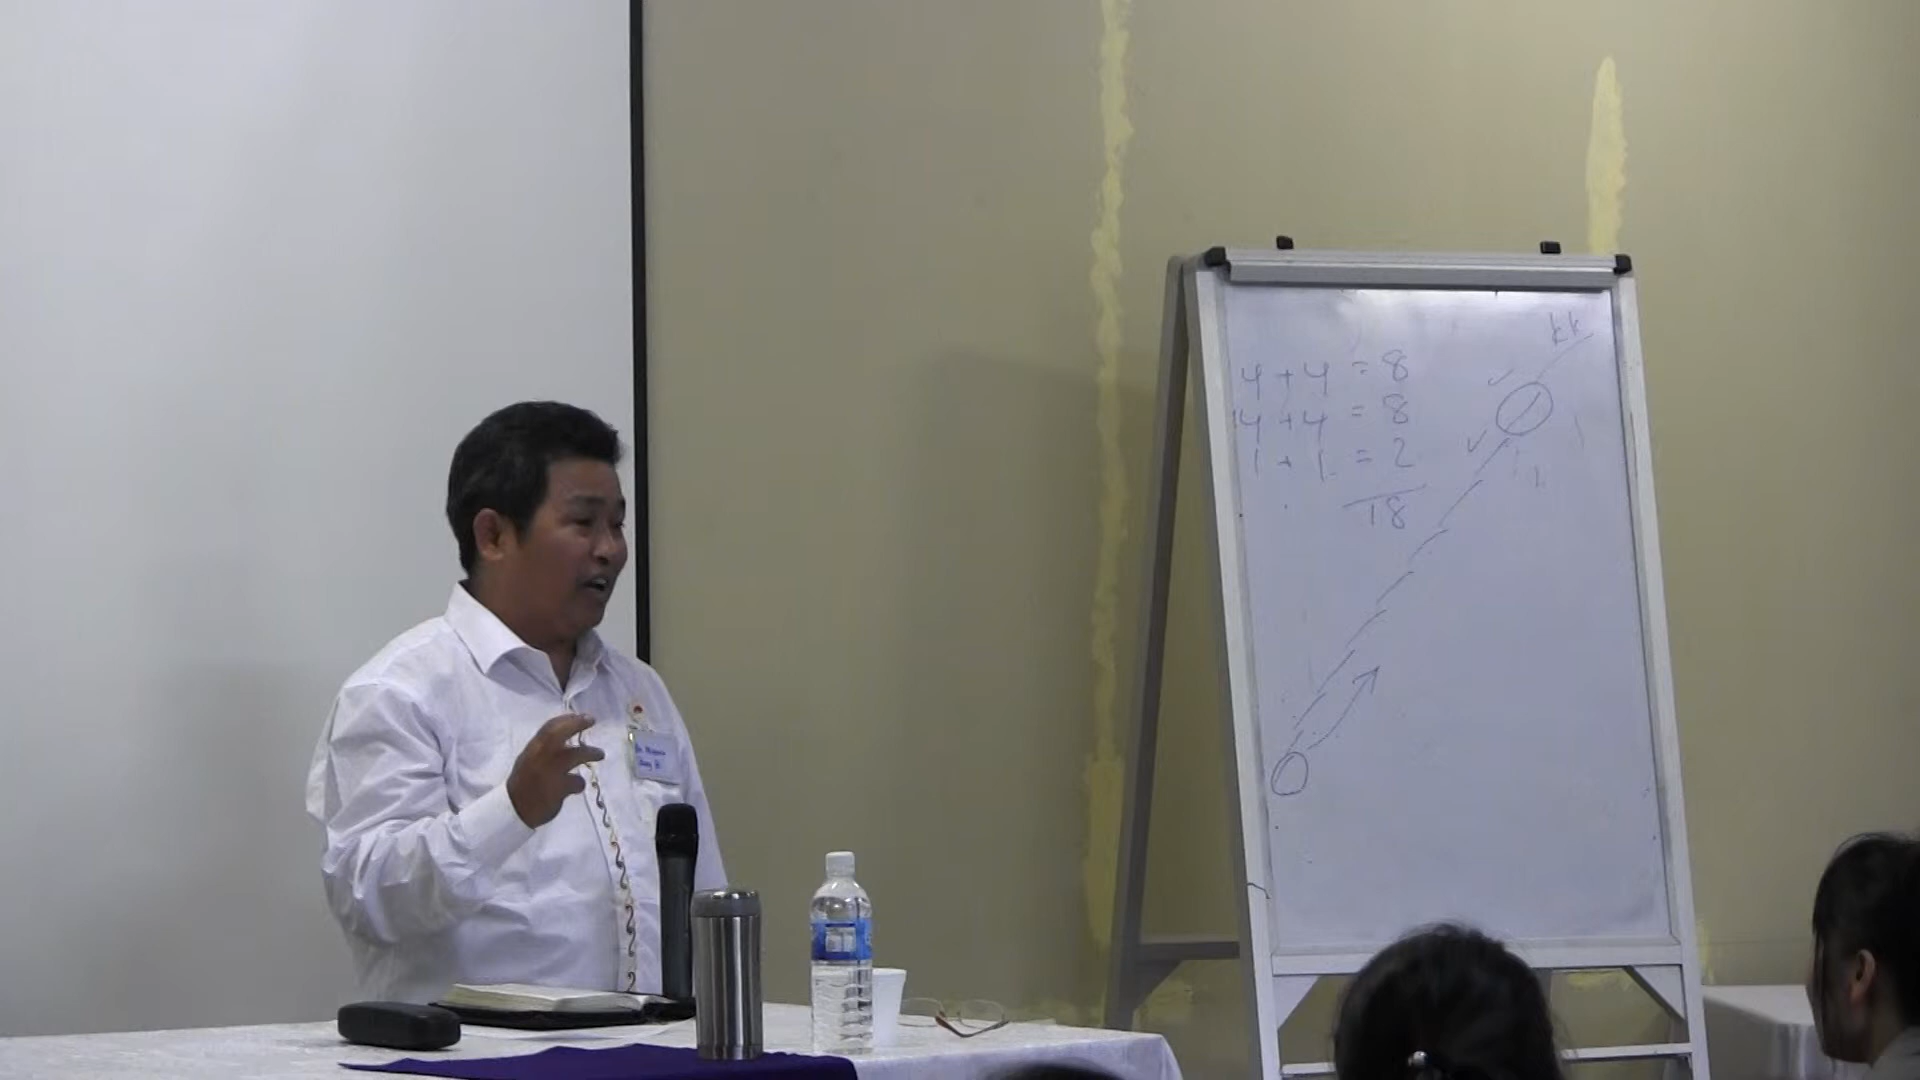 4 + 4 = 8
4 + 4 = 8
1 + 1 = 2
18
kk